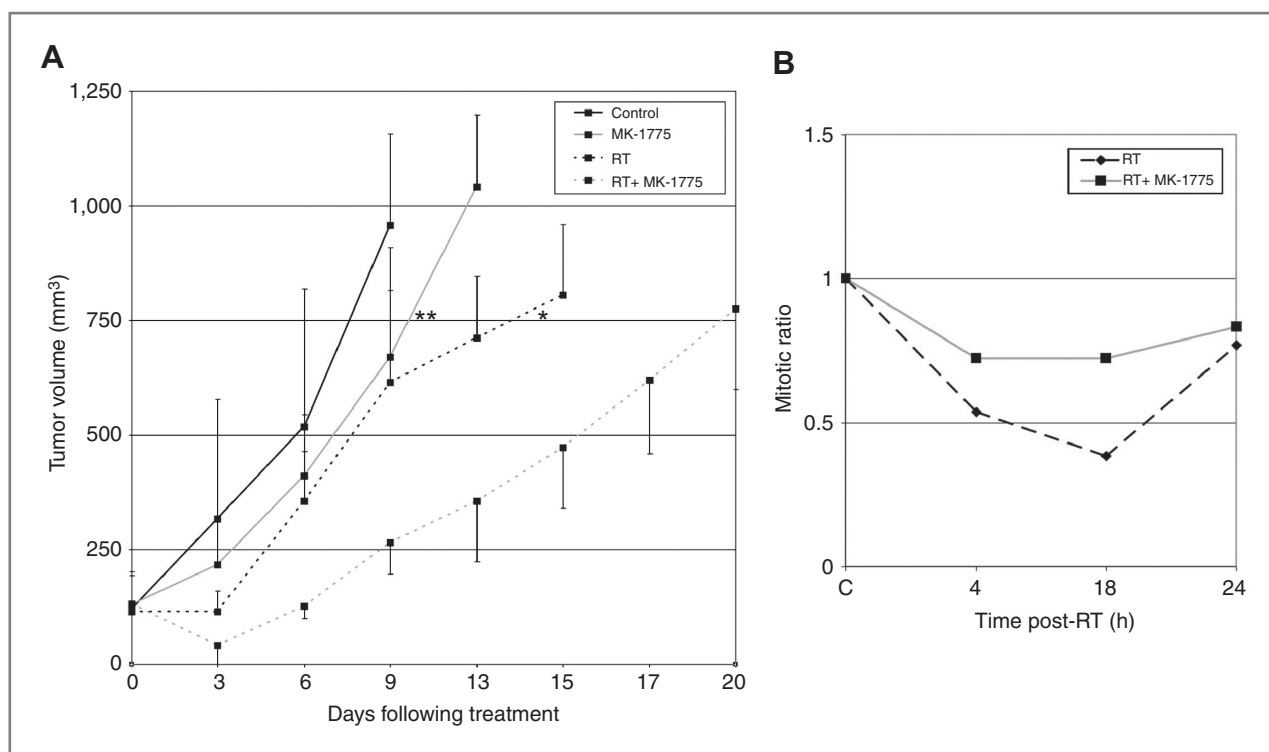 A
1,250
1,000
750
500
250
0
Tumor volume (mm³)
Control
MK-1775
RT
RT+ MK-1775
**
*
0 3 6 9 13 15 17 20
Days following treatment
B
1.5
1
0.5
0
Mitotic ratio
RT
RT+ MK-1775
C 4 18 24
Time post-RT (h)